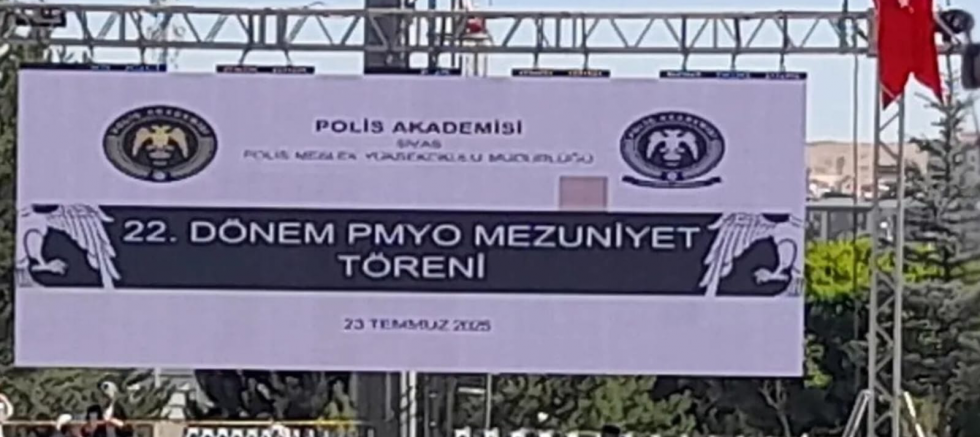 POLİS AKADEMİSİ
SİVAS
POLİS MESLEK YÜKSEKOKULU MÜDÜRLÜĞÜ
22. DÖNEM PMYO MEZUNİYET
TÖRENİ
23 TEMMUZ 2025